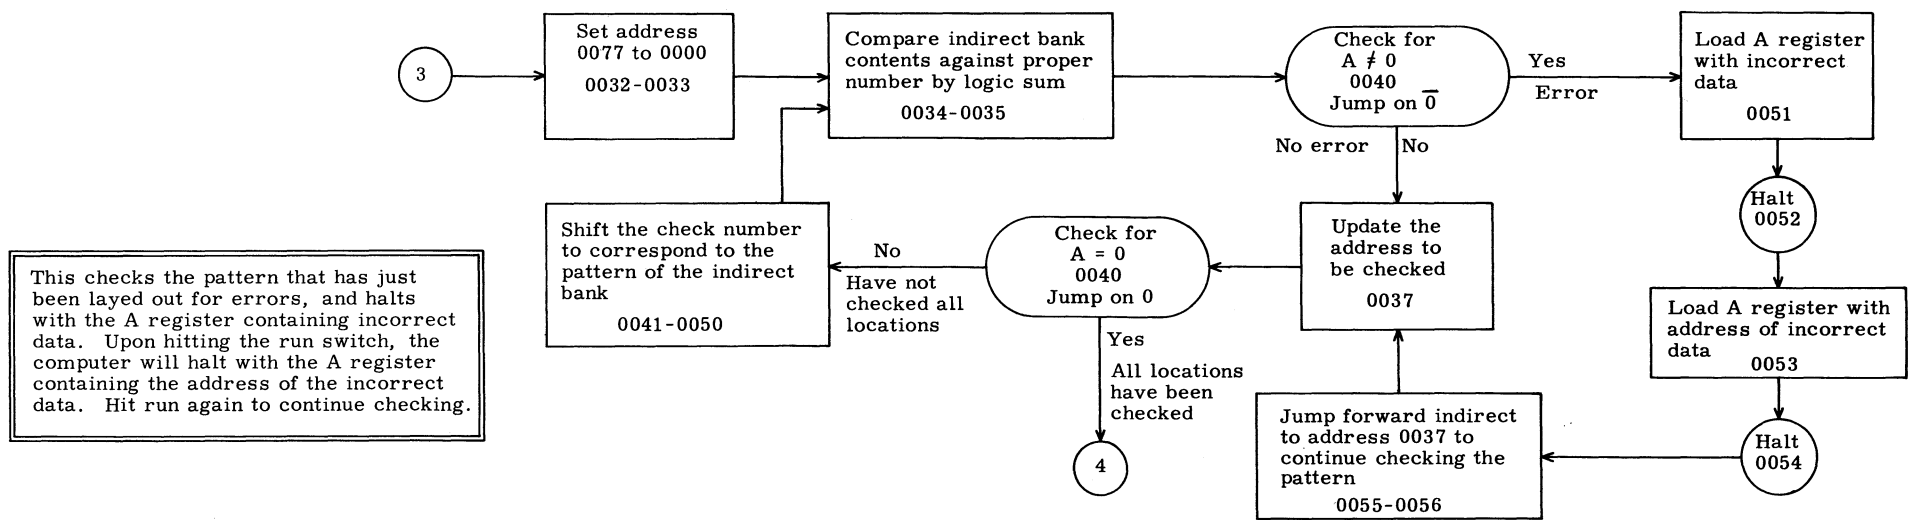 3
Set address
0077 to 0000
0032-0033
Compare indirect bank
contents against proper
number by logic sum
0034-0035
Check for
A ≠ 0
0040
Jump on 0̅
Yes
Error
Load A register
with incorrect
data
0051
No error
No
Halt
0052
Shift the check number
to correspond to the
pattern of the indirect
bank
0041-0050
No
Have not
checked all
locations
Check for
A = 0
0040
Jump on 0
Update the
address to
be checked
0037
Load A register with
address of incorrect
data
0053
This checks the pattern that has just
been layed out for errors, and halts
with the A register containing incorrect
data. Upon hitting the run switch, the
computer will halt with the A register
containing the address of the incorrect
data. Hit run again to continue checking.
Yes
All locations
have been
checked
4
Jump forward indirect
to address 0037 to
continue checking the
pattern
0055-0056
Halt
0054